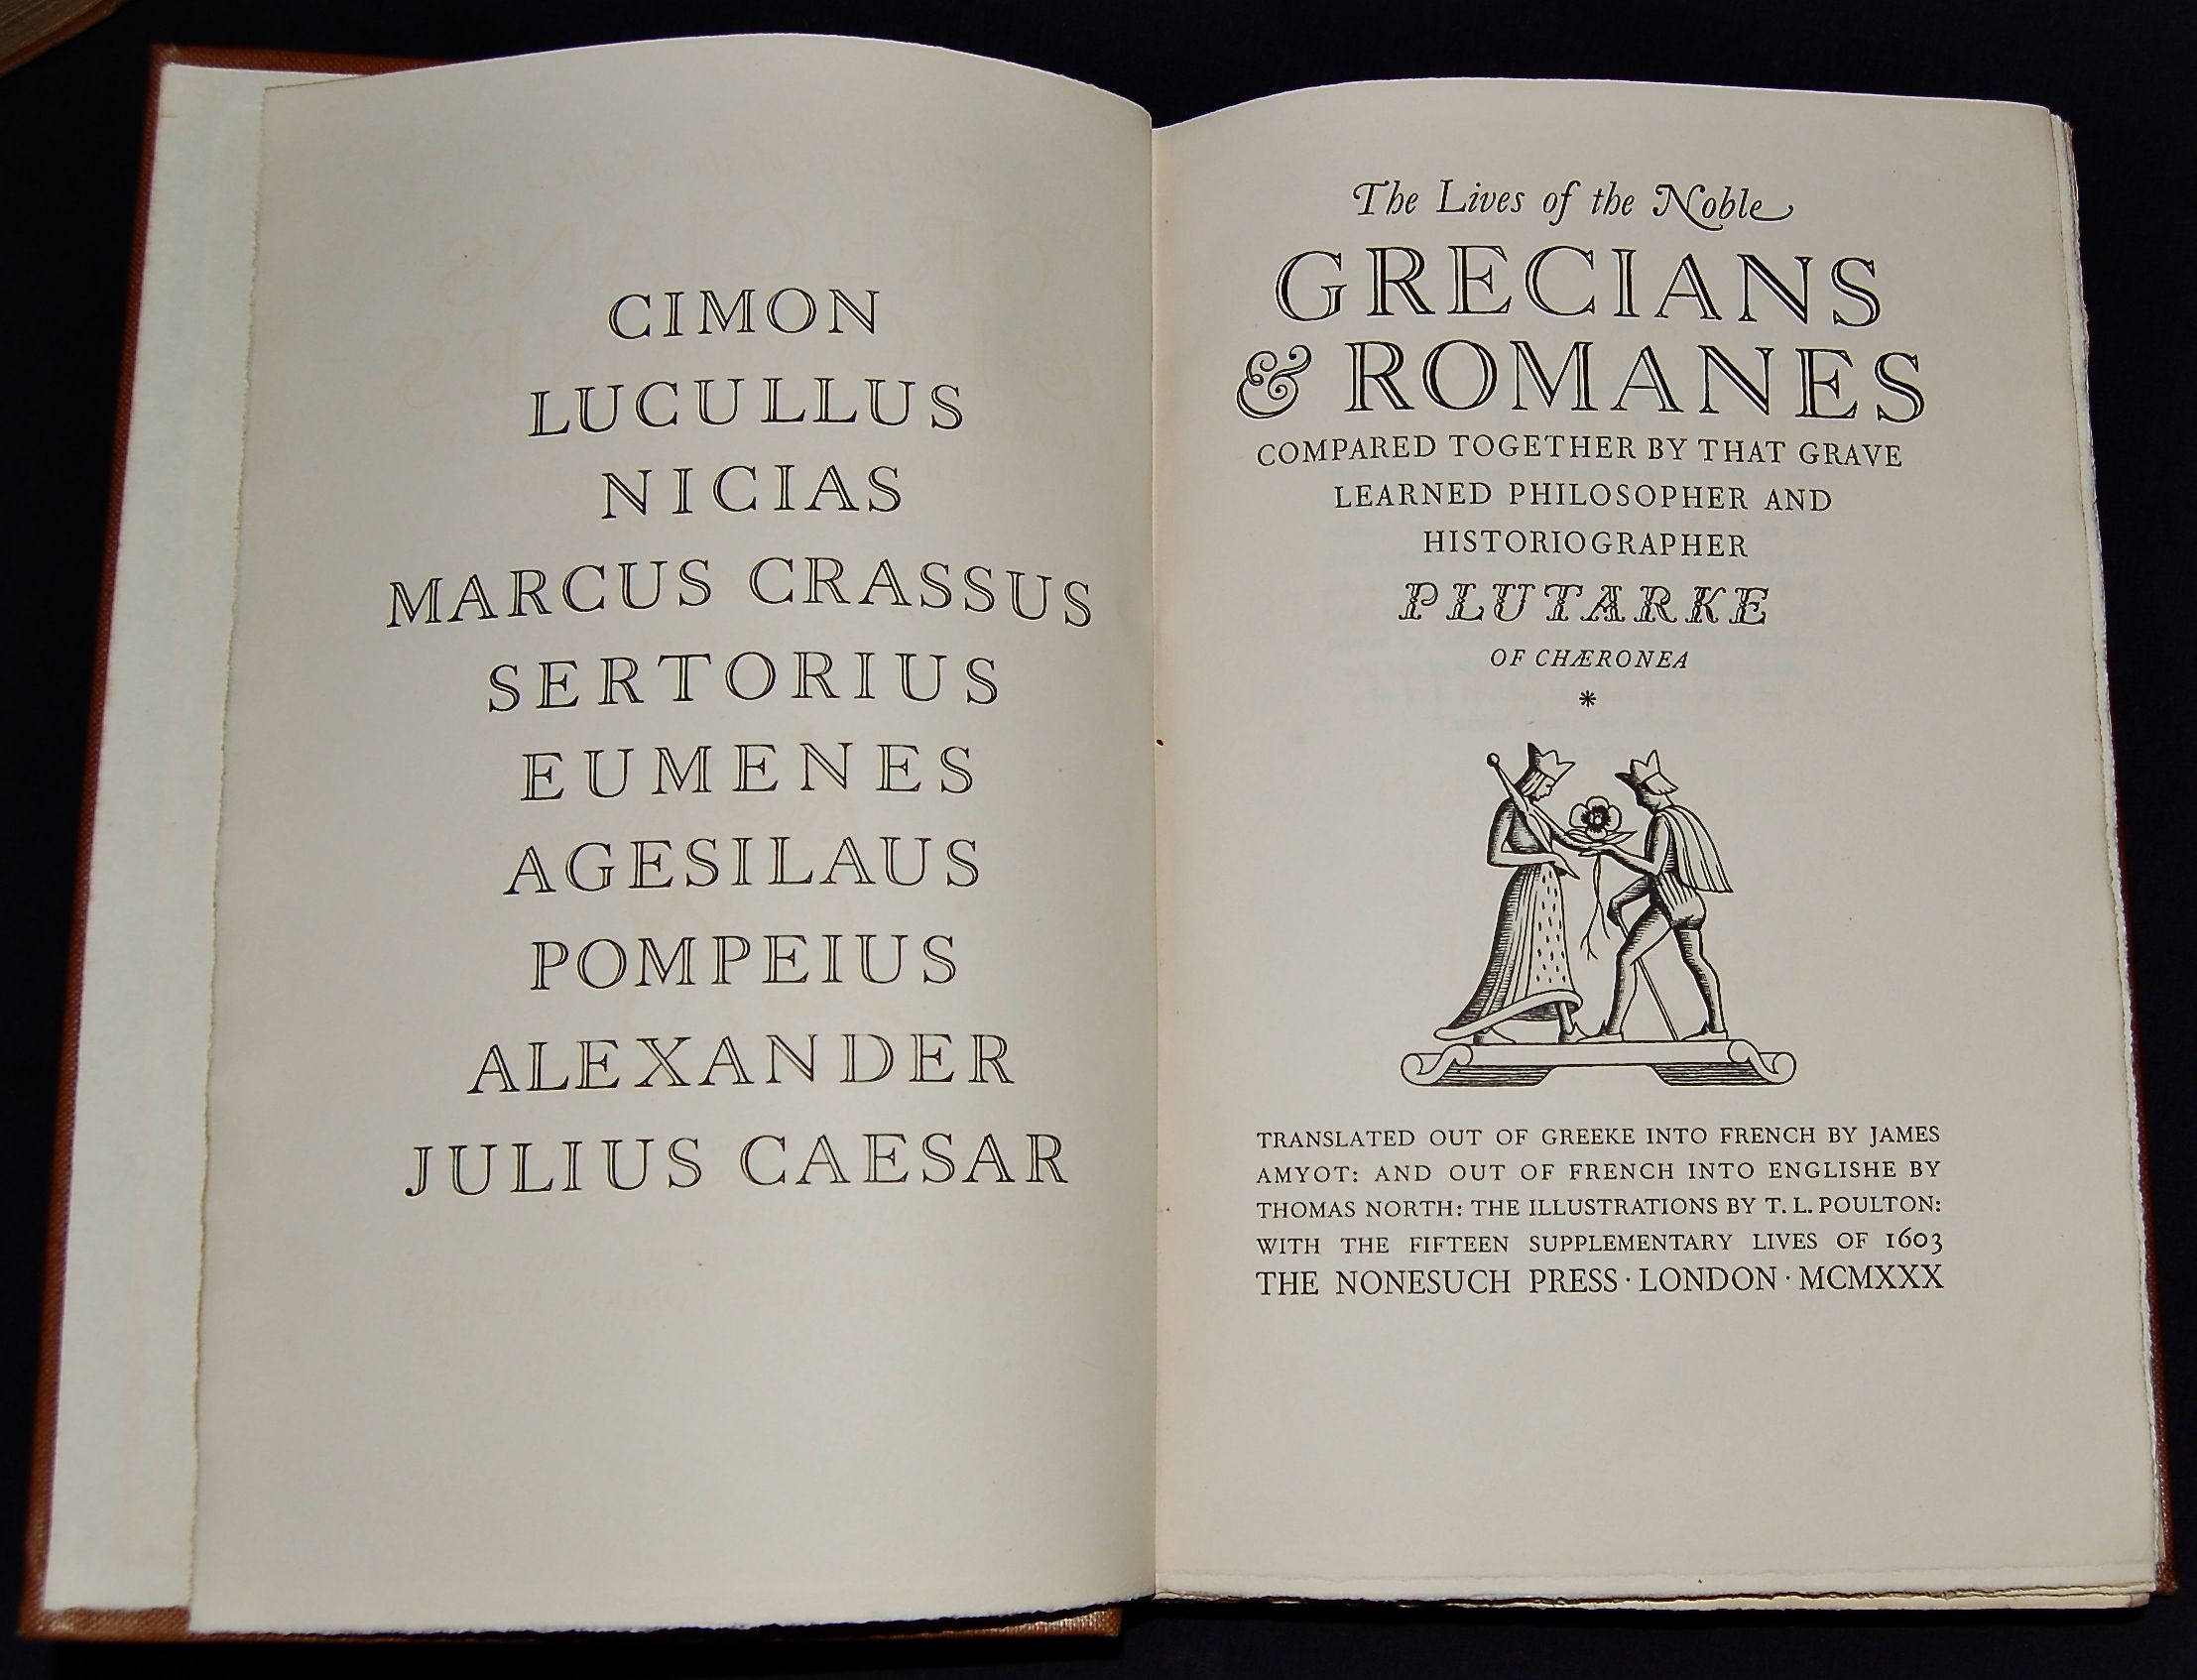 CIMON
LUCULLUS
NICIAS
MARCUS CRASSUS
SERTORIUS
EUMENES
AGESILAUS
POMPEIUS
ALEXANDER
JULIUS CAESAR
The Lives of the Noble
GRECIANS
& ROMANES
COMPARED TOGETHER BY THAT GRAVE
LEARNED PHILOSOPHER AND
HISTORIOGRAPHER
PLUTARKE
OF CHÆRONEA
*
TRANSLATED OUT OF GREEKE INTO FRENCH BY JAMES
AMYOT: AND OUT OF FRENCH INTO ENGLISHE BY
THOMAS NORTH: THE ILLUSTRATIONS BY T. L. POULTON:
WITH THE FIFTEEN SUPPLEMENTARY LIVES OF 1603
THE NONESUCH PRESS · LONDON · MCMXXX